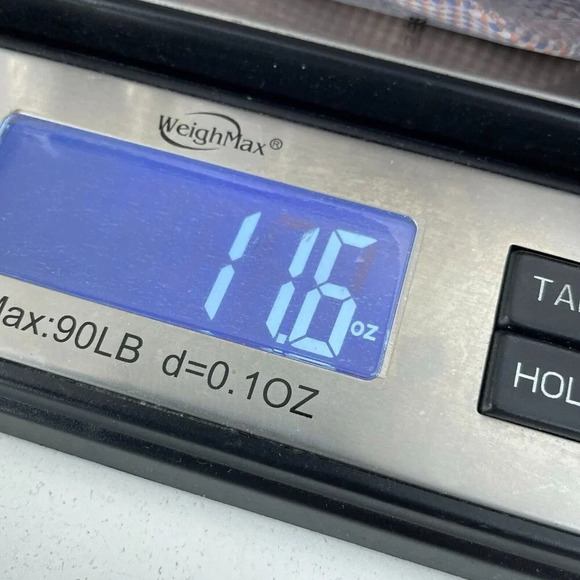 WeighMax®
11.6 oz
Max:90LB d=0.1OZ
TA
HOL